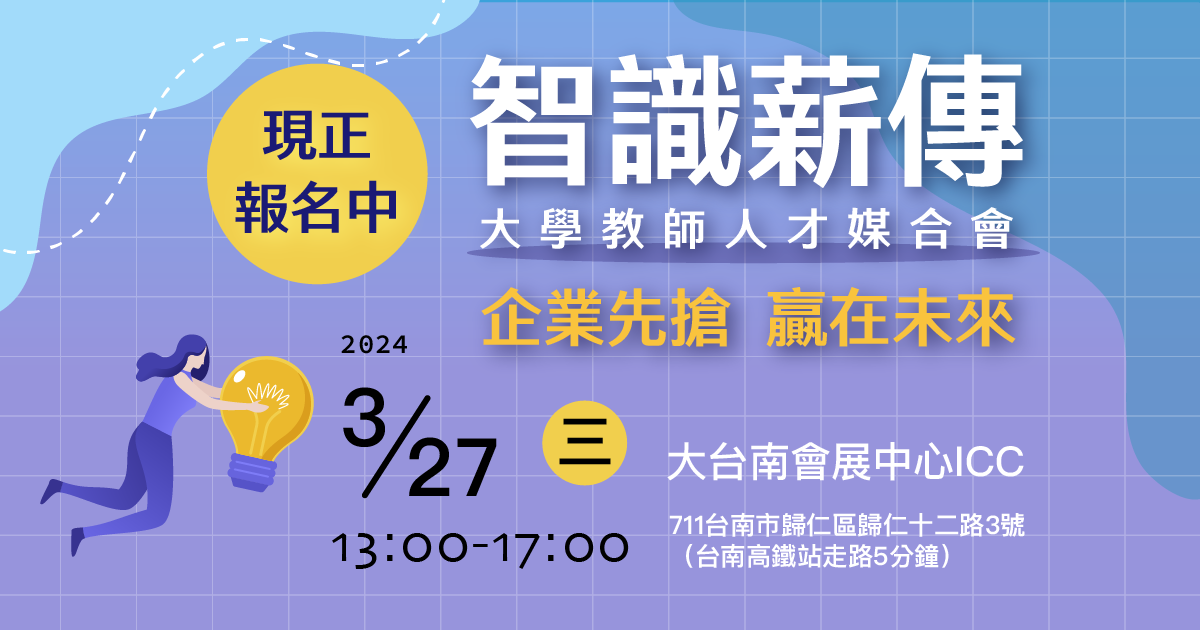 現正
報名中
智識薪傳
大學教師人才媒合會
企業先搶 贏在未來
2024
3/27
三
13:00-17:00
大台南會展中心ICC
711台南市歸仁區歸仁十二路3號
（台南高鐵站走路5分鐘）